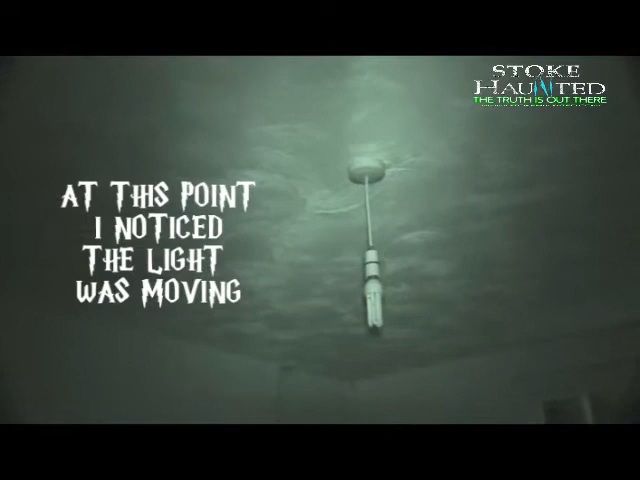 STOKE
HAUNTED
THE TRUTH IS OUT THERE
AT THIS POINT
I NOTICED
THE LIGHT
WAS MOVING